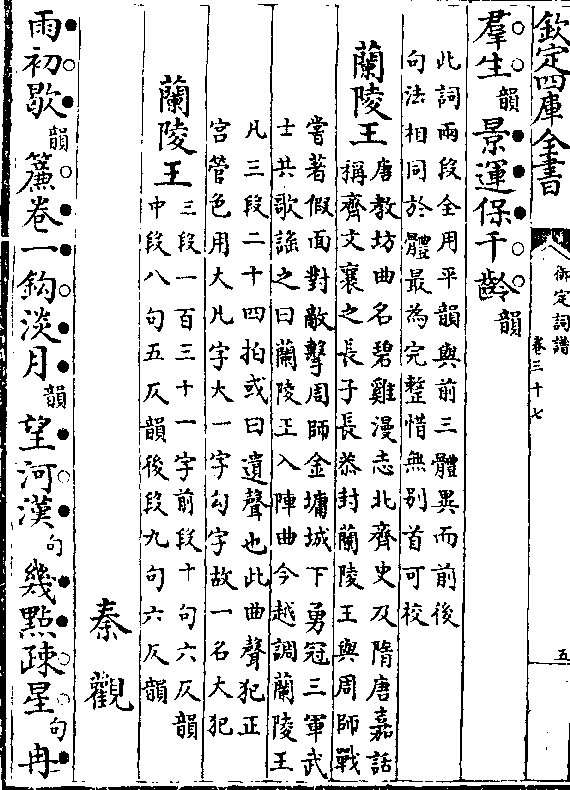 欽定四庫全書
御定詞譜
卷三十七
五
羣生韻景運保千齡韻
此詞兩段全用平韻與前三體異而前後
句法相同於體最為完整惜無别首可校
蘭陵王
唐教坊曲名碧雞漫志北齊史及隋唐嘉話
稱齊文襄之長子長恭封蘭陵王與周師戰
嘗著假面對敵擊周師金墉城下勇冠三軍武
士共歌謠之曰蘭陵王入陣曲今越調蘭陵王
凡三段二十四拍或曰遺聲也此曲聲犯正
宮管色用大凡字大一字勾字故一名大犯
蘭陵王
三段一百三十一字前段十句六仄韻
中段八句五仄韻後段九句六仄韻
秦觀
雨初歇韻簾卷一鈎淡月韻望河漢句幾點疎星句冉